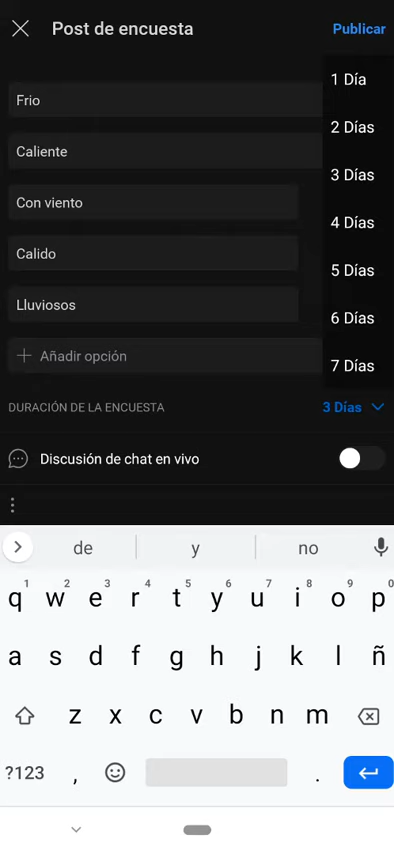 Post de encuesta
Publicar
Frio
Caliente
Con viento
Calido
Lluviosos
Añadir opción
1 Día
2 Días
3 Días
4 Días
5 Días
6 Días
7 Días
DURACIÓN DE LA ENCUESTA
3 Días
Discusión de chat en vivo
de y no
1 2 3 4 5 6 7 8 9 0
q w e r t y u i o p
a s d f g h j k l ñ
z x c v b n m
?123 , .